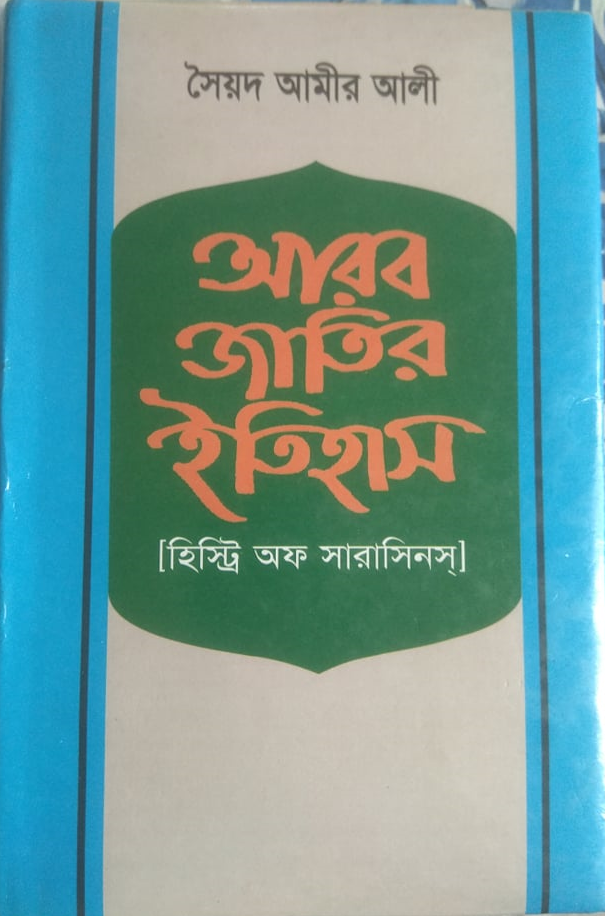 সৈয়দ আমীর আলী
আরব
জাতির
ইতিহাস
[হিস্ট্রি অফ সারাসিনস্]